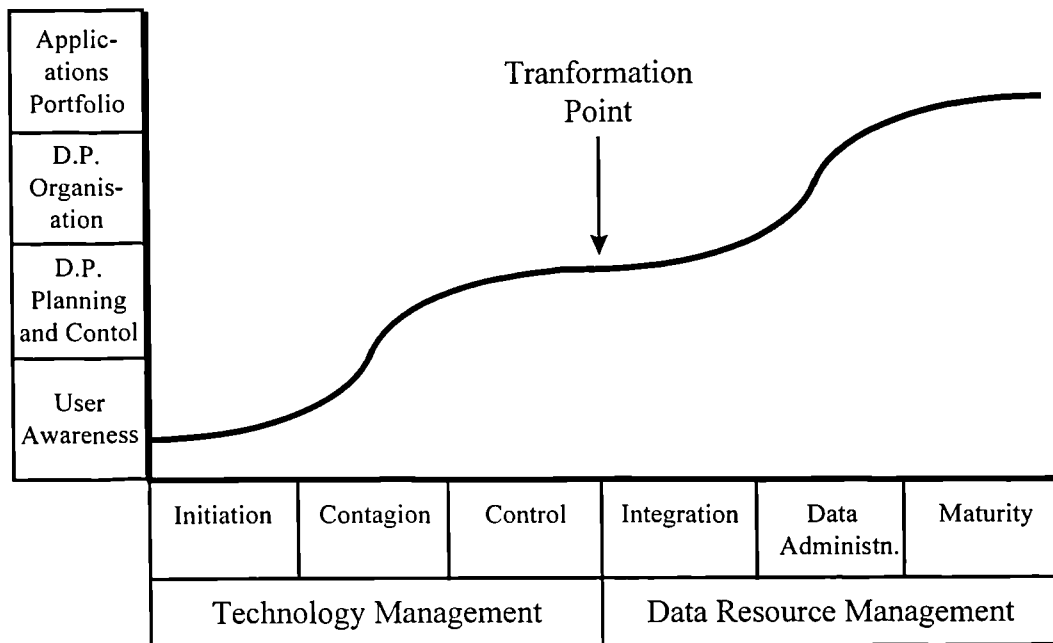 Applic-
ations
Portfolio
D.P.
Organis-
ation
D.P.
Planning
and Contol
User
Awareness
Tranformation
Point
Initiation
Contagion
Control
Integration
Data
Administn.
Maturity
Technology Management
Data Resource Management